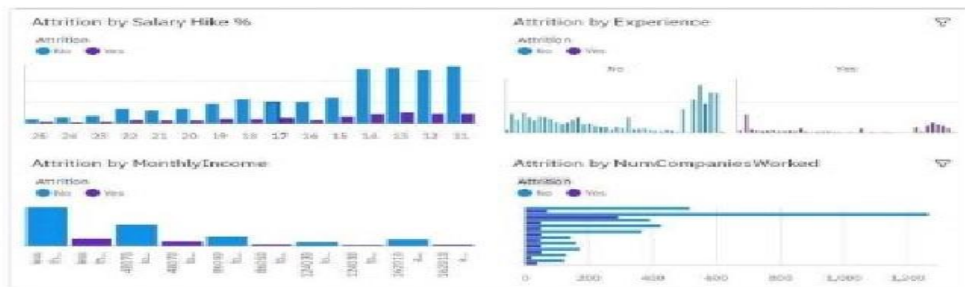 Attrition by Salary Hike %
Attrition
No Yes
25 24 23 22 21 20 19 18 17 16 15 14 13 12 11
Attrition by Experience
Attrition
No Yes
No Yes
Attrition by MonthlyIncome
Attrition
No Yes
Attrition by NumCompaniesWorked
Attrition
No Yes
0 200 400 600 800 1,000 1,200